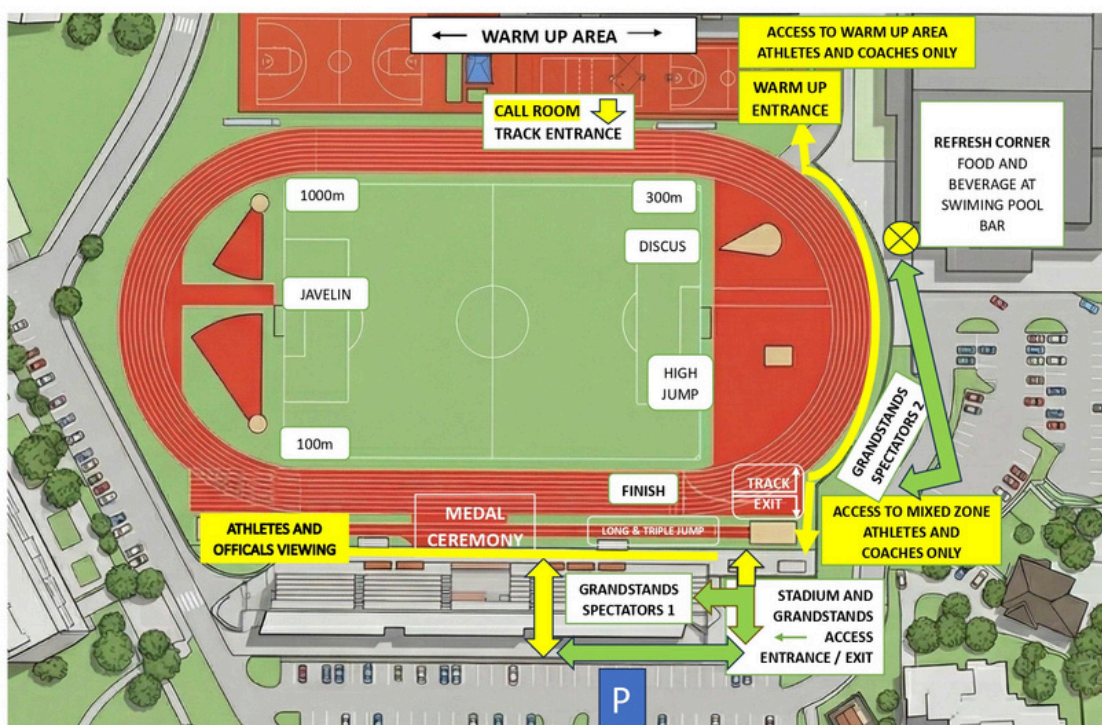 WARM UP AREA
ACCESS TO WARM UP AREA
ATHLETES AND COACHES ONLY
WARM UP
ENTRANCE
CALL ROOM
TRACK ENTRANCE
REFRESH CORNER
FOOD AND
BEVERAGE AT
SWIMING POOL
BAR
1000m
300m
DISCUS
JAVELIN
HIGH
JUMP
100m
GRANDSTANDS
SPECTATORS 2
FINISH
TRACK
EXIT
MEDAL
CEREMONY
LONG & TRIPLE JUMP
ATHLETES AND
OFFICALS VIEWING
ACCESS TO MIXED ZONE
ATHLETES AND
COACHES ONLY
GRANDSTANDS
SPECTATORS 1
STADIUM AND
GRANDSTANDS
ACCESS
ENTRANCE / EXIT
P